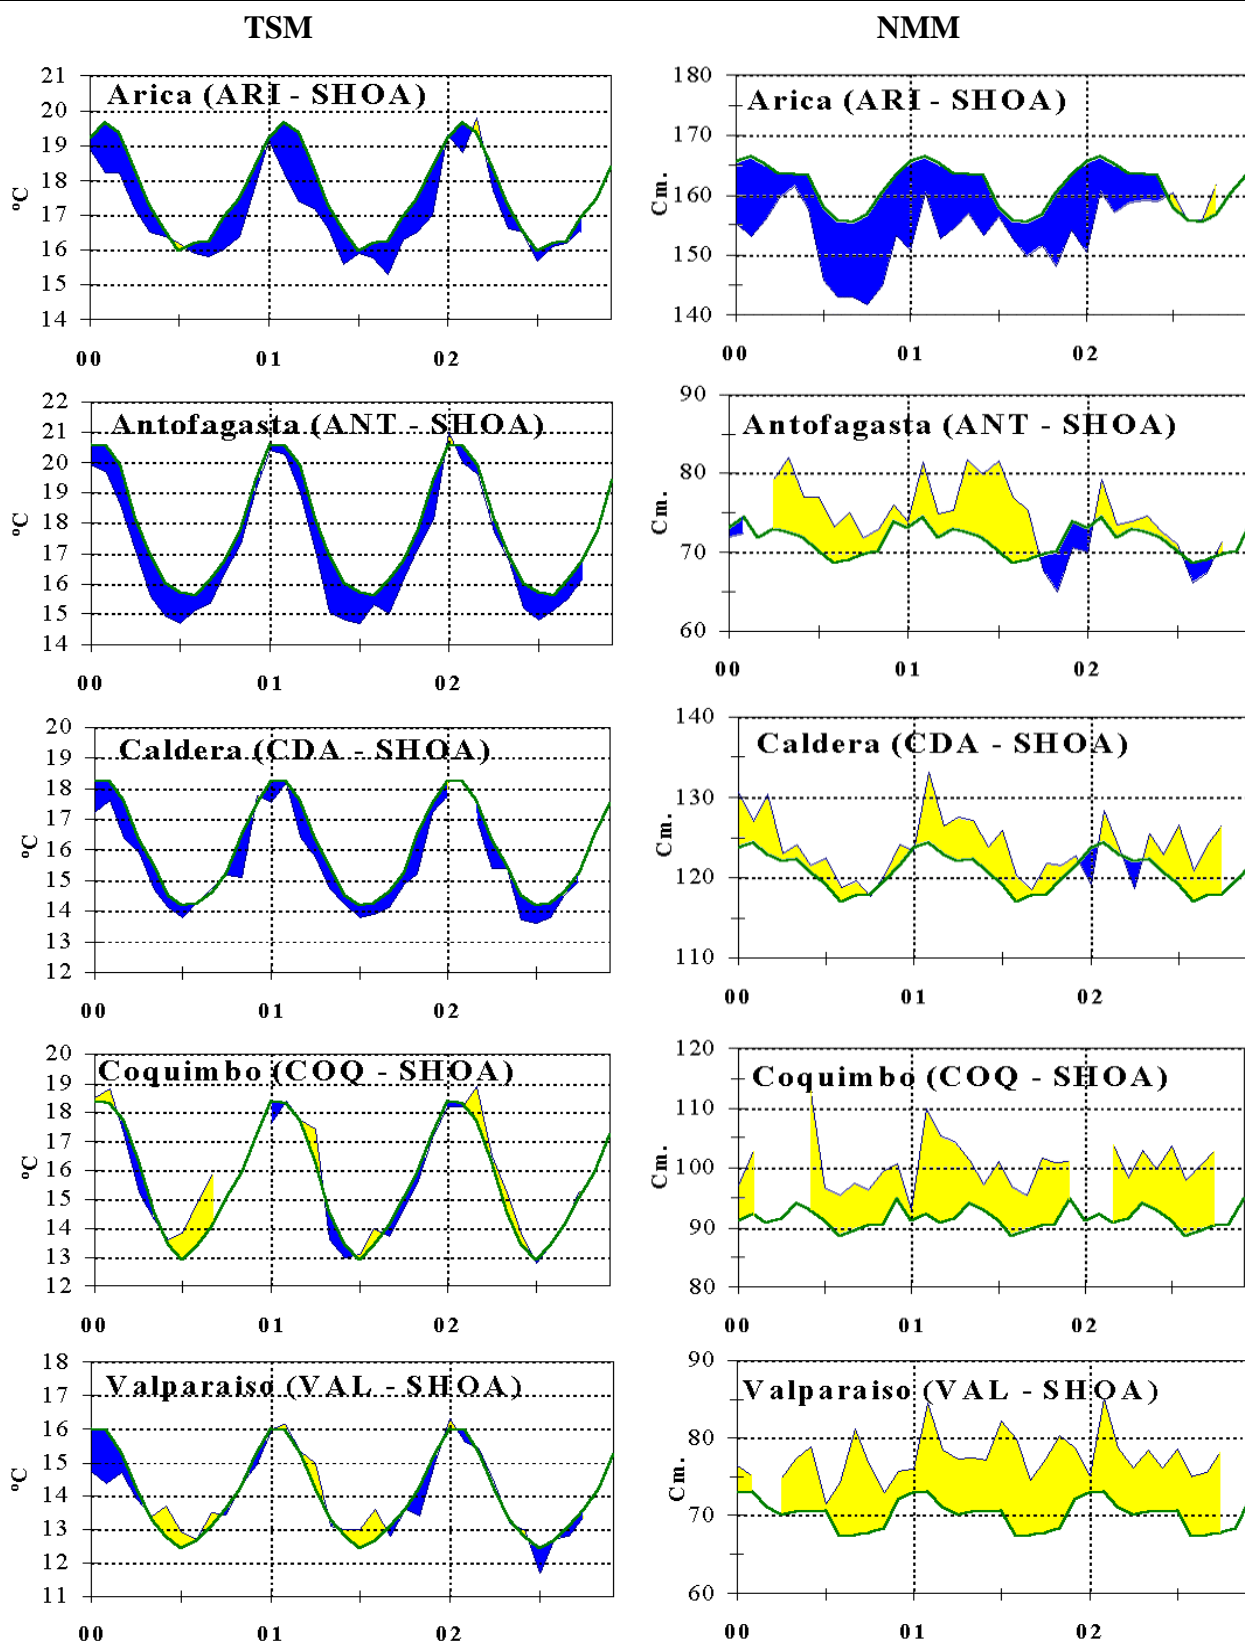 TSM
NMM
Arica (ARI - SHOA)
21
20
19
18
17
16
15
14
ºC
00 01 02
Arica (ARI - SHOA)
180
170
160
150
140
Cm.
00 01 02
Antofagasta (ANT - SHOA)
22
21
20
19
18
17
16
15
14
ºC
00 01 02
Antofagasta (ANT - SHOA)
90
80
70
60
Cm.
00 01 02
Caldera (CDA - SHOA)
20
19
18
17
16
15
14
13
12
ºC
00 01 02
Caldera (CDA - SHOA)
140
130
120
110
Cm.
00 01 02
Coquimbo (COQ - SHOA)
20
19
18
17
16
15
14
13
12
ºC
00 01 02
Coquimbo (COQ - SHOA)
120
110
100
90
80
Cm.
00 01 02
Valparaiso (VAL - SHOA)
18
17
16
15
14
13
12
11
ºC
00 01 02
Valparaiso (VAL - SHOA)
90
80
70
60
Cm.
00 01 02